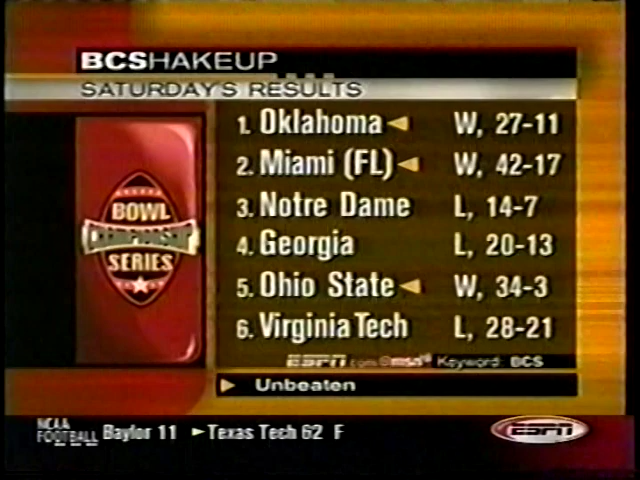 BCSHAKEUP
SATURDAY'S RESULTS
1. Oklahoma ◄ W, 27-11
2. Miami (FL) ◄ W, 42-17
3. Notre Dame L, 14-7
4. Georgia L, 20-13
5. Ohio State ◄ W, 34-3
6. Virginia Tech L, 28-21
BOWL
CHAMPIONSHIP
SERIES
ESPN.com@msn Keyword: BCS
► Unbeaten
NCAA
FOOTBALL Baylor 11 ►Texas Tech 62 F
ESPN